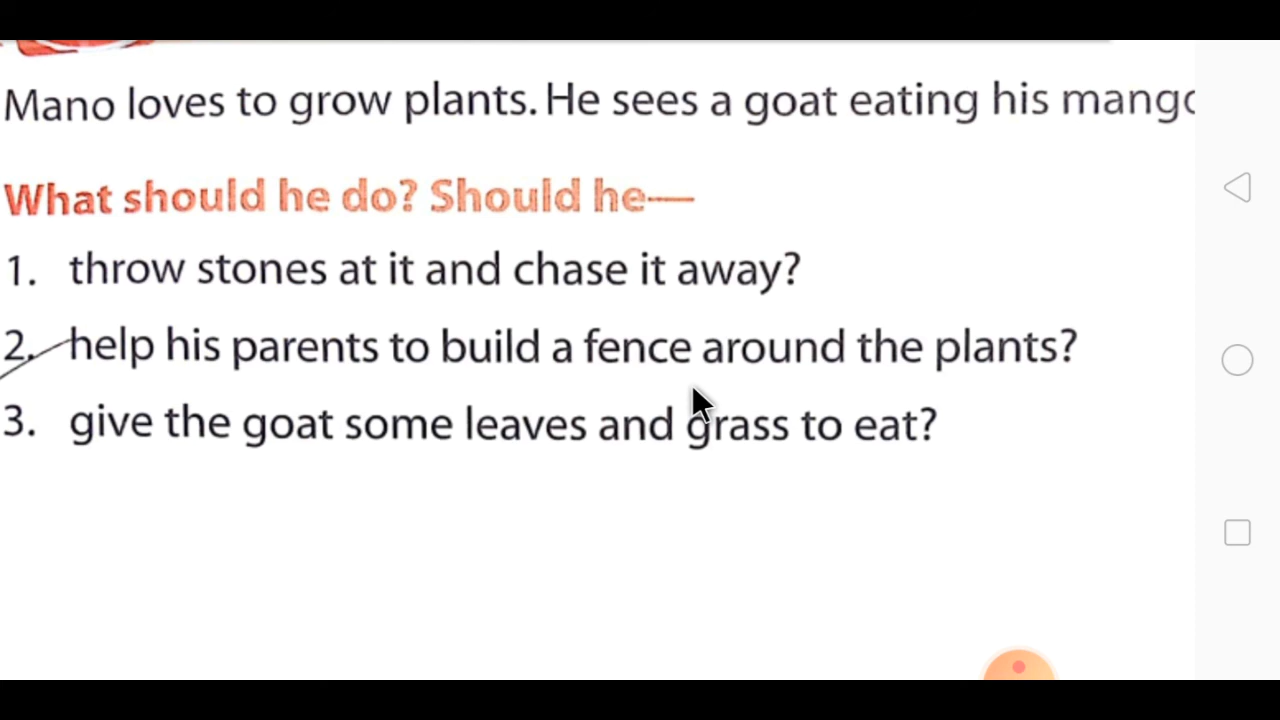 Mano loves to grow plants. He sees a goat eating his
What should he do? Should he—
1. throw stones at it and chase it away?
2. help his parents to build a fence around the plants?
3. give the goat some leaves and grass to eat?